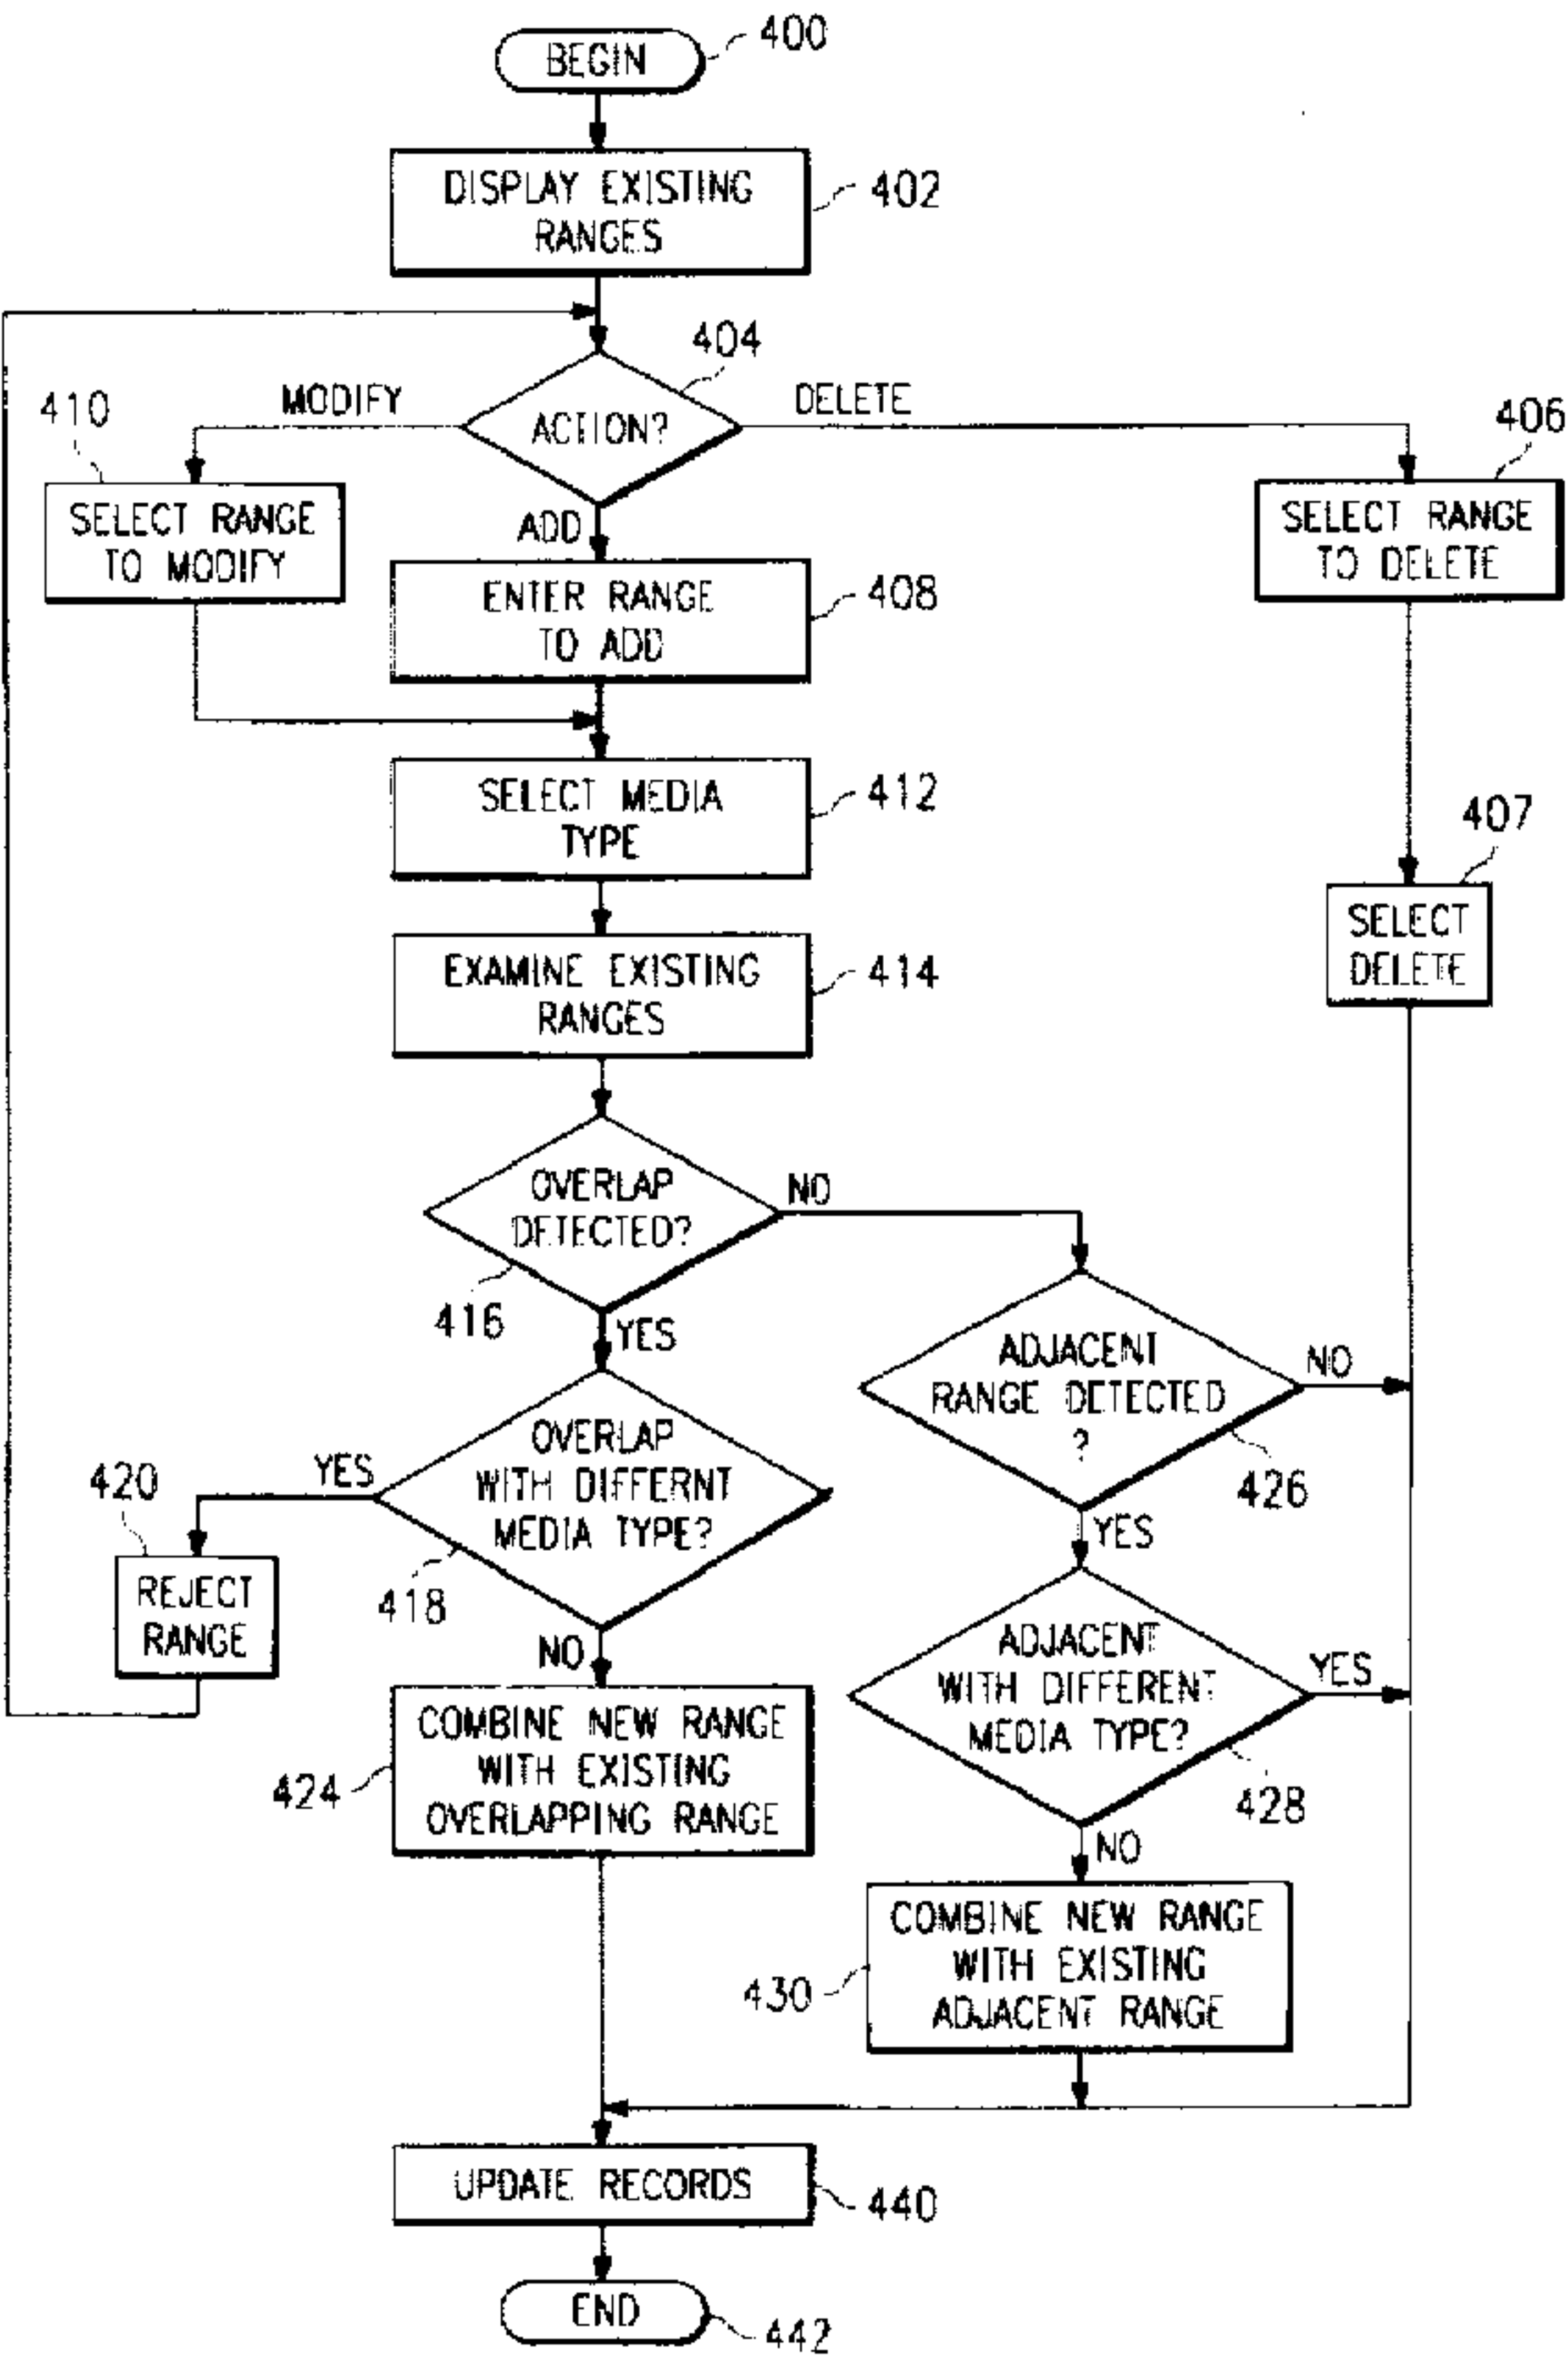 BEGIN
400
DISPLAY EXISTING
RANGES
402
404
ACTION?
MODIFY
DELETE
ADD
410
SELECT RANGE
TO MODIFY
406
SELECT RANGE
TO DELETE
ENTER RANGE
TO ADD
408
SELECT MEDIA
TYPE
412
407
SELECT
DELETE
EXAMINE EXISTING
RANGES
414
OVERLAP
DETECTED?
NO
416
YES
ADJACENT
RANGE DETECTED
?
NO
426
YES
OVERLAP
WITH DIFFERNT
MEDIA TYPE?
YES
418
NO
420
REJECT
RANGE
ADJACENT
WITH DIFFERENT
MEDIA TYPE?
YES
428
NO
COMBINE NEW RANGE
WITH EXISTING
OVERLAPPING RANGE
424
COMBINE NEW RANGE
WITH EXISTING
ADJACENT RANGE
430
UPDATE RECORDS
440
END
442